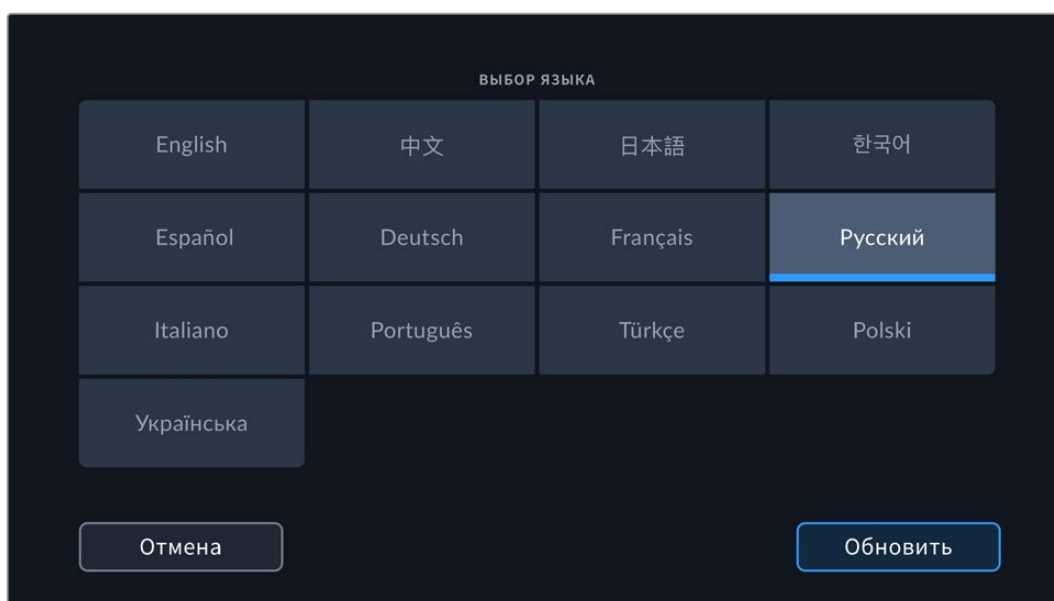 ВЫБОР ЯЗЫКА
English 中文 日本語 한국어
Español Deutsch Français Русский
Italiano Português Türkçe Polski
Українська
Отмена Обновить